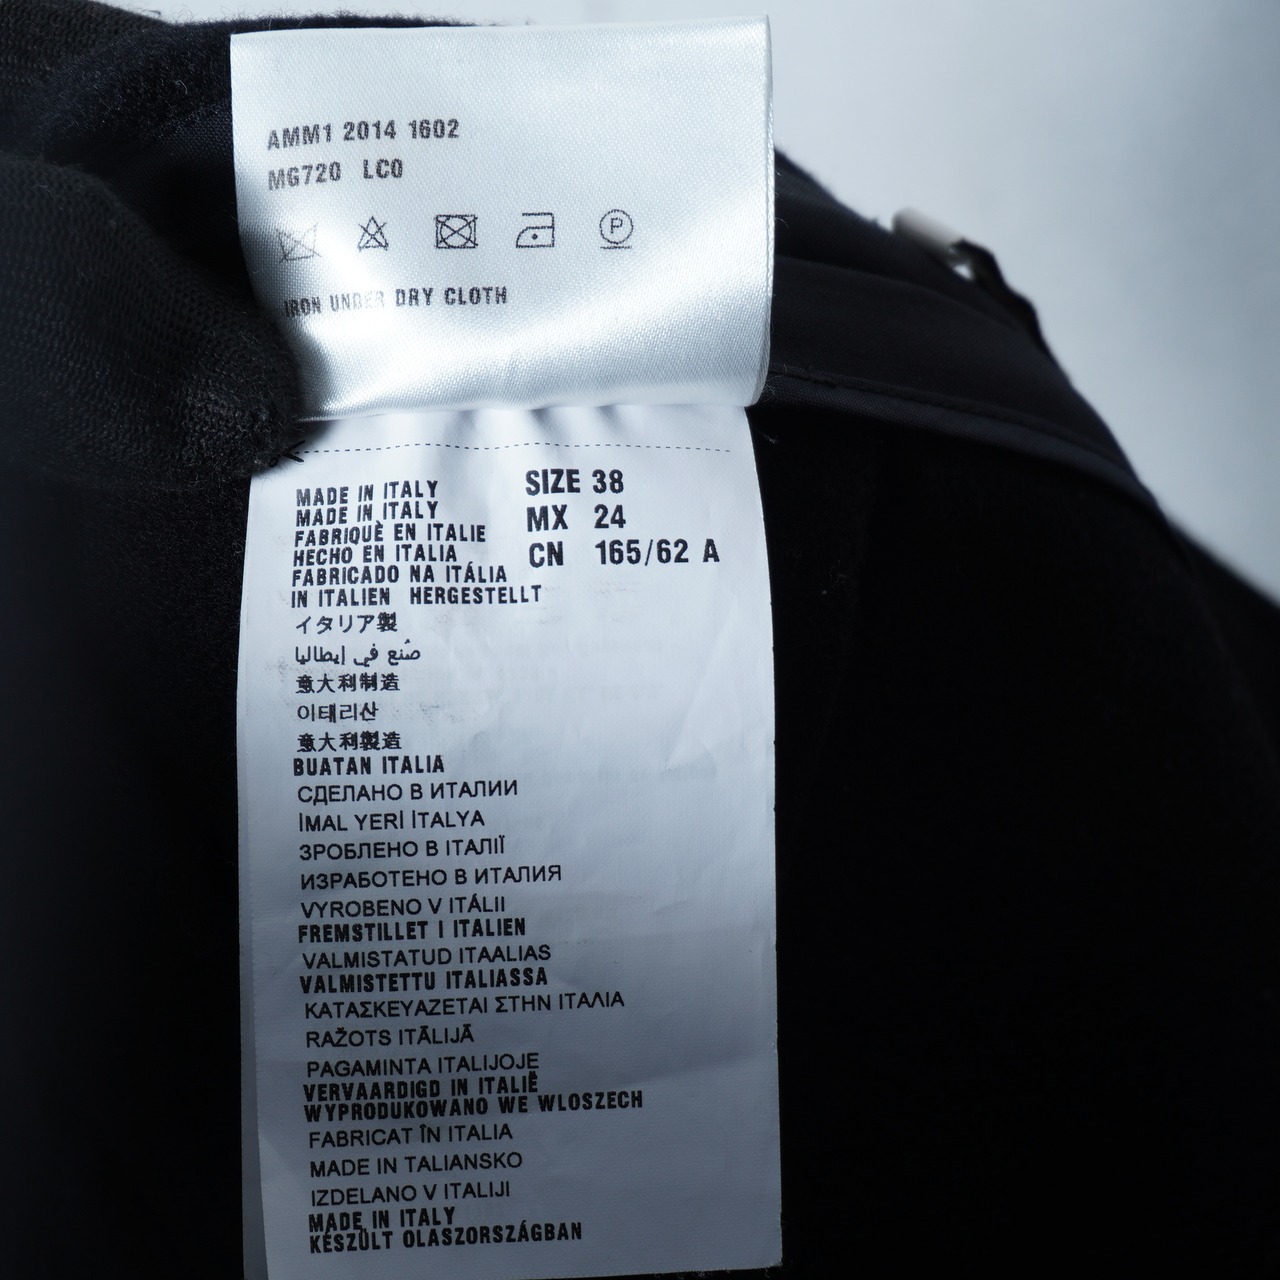 AMM1 2014 1602
MG720 LC0
P
IRON UNDER DRY CLOTH
SIZE 38
MX 24
CN 165/62 A
MADE IN ITALY
MADE IN ITALY
FABRIQUÈ EN ITALIE
HECHO EN ITALIA
FABRICADO NA ITÁLIA
IN ITALIEN HERGESTELLT
イタリア製
صُنع في إيطاليا
意大利制造
이태리산
意大利製造
BUATAN ITALIA
СДЕЛАНО В ИТАЛИИ
İMAL YERİ İTALYA
ЗРОБЛЕНО В ІТАЛІЇ
ИЗРАБОТЕНО В ИТАЛИЯ
VYROBENO V ITÁLII
FREMSTILLET I ITALIEN
VALMISTATUD ITAALIAS
VALMISTETTU ITALIASSA
ΚΑΤΑΣΚΕΥΑΖΕΤΑΙ ΣΤΗΝ ΙΤΑΛΙΑ
RAŽOTS ITĀLIJĀ
PAGAMINTA ITALIJOJE
VERVAARDIGD IN ITALIË
WYPRODUKOWANO WE WLOSZECH
FABRICAT ÎN ITALIA
MADE IN TALIANSKO
IZDELANO V ITALIJI
MADE IN ITALY
KÉSZÜLT OLASZORSZÁGBAN